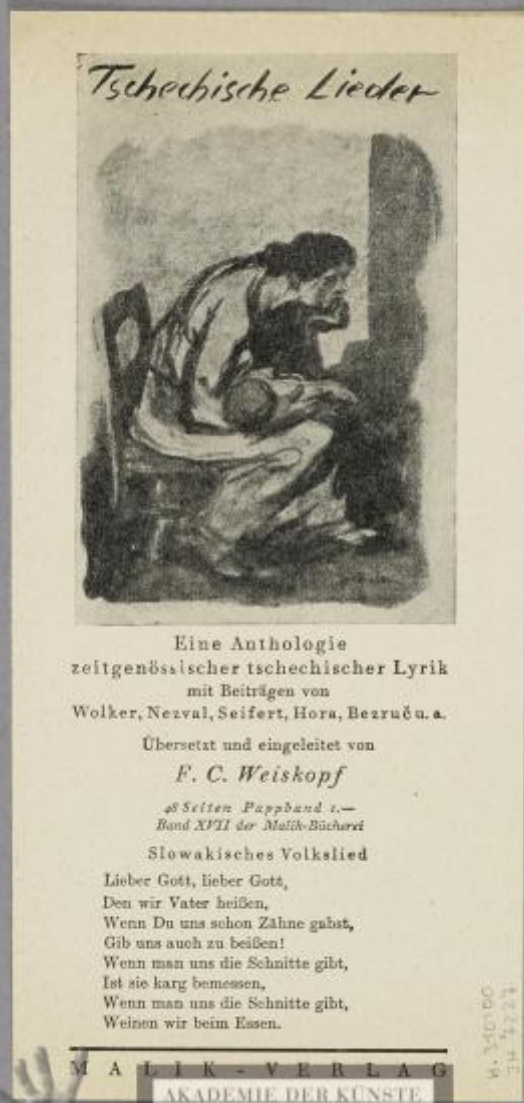 Tschechische Lieder
Eine Anthologie
zeitgenössischer tschechischer Lyrik
mit Beiträgen von
Wolker, Nezval, Seifert, Hora, Bezruč u. a.
Übersetzt und eingeleitet von
F. C. Weiskopf
48 Seiten Pappband 1.—
Band XVII der Malik-Bücherei
Slowakisches Volkslied
Lieber Gott, lieber Gott,
Den wir Vater heißen,
Wenn Du uns schon Zähne gabst,
Gib uns auch zu beißen!
Wenn man uns die Schnitte gibt,
Ist sie karg bemessen,
Wenn man uns die Schnitte gibt,
Weinen wir beim Essen.
MALIK-VERLAG
AKADEMIE DER KÜNSTE